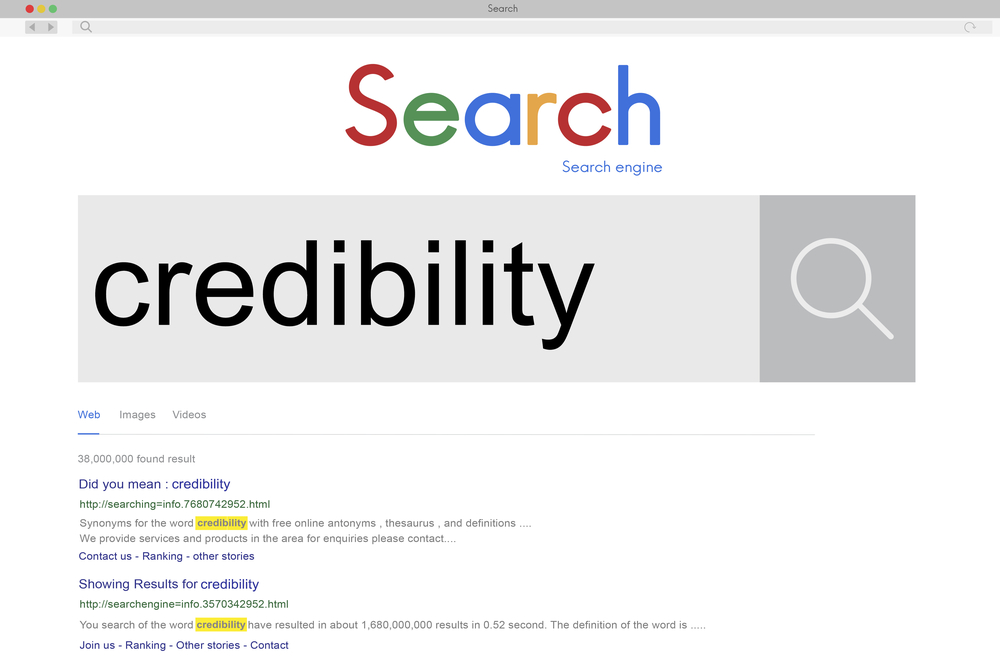 Search
Search
Search engine
credibility
Web Images Videos
38,000,000 found result
Did you mean : credibility
http://searching=info.7680742952.html
Synonyms for the word credibility with free online antonyms , thesaurus , and definitions ....
We provide services and products in the area for enquiries please contact....
Contact us - Ranking - other stories
Showing Results for credibility
http://searchengine=info.3570342952.html
You search of the word credibility have resulted in about 1,680,000,000 results in 0.52 second. The definition of the word is .....
Join us - Ranking - Other stories - Contact